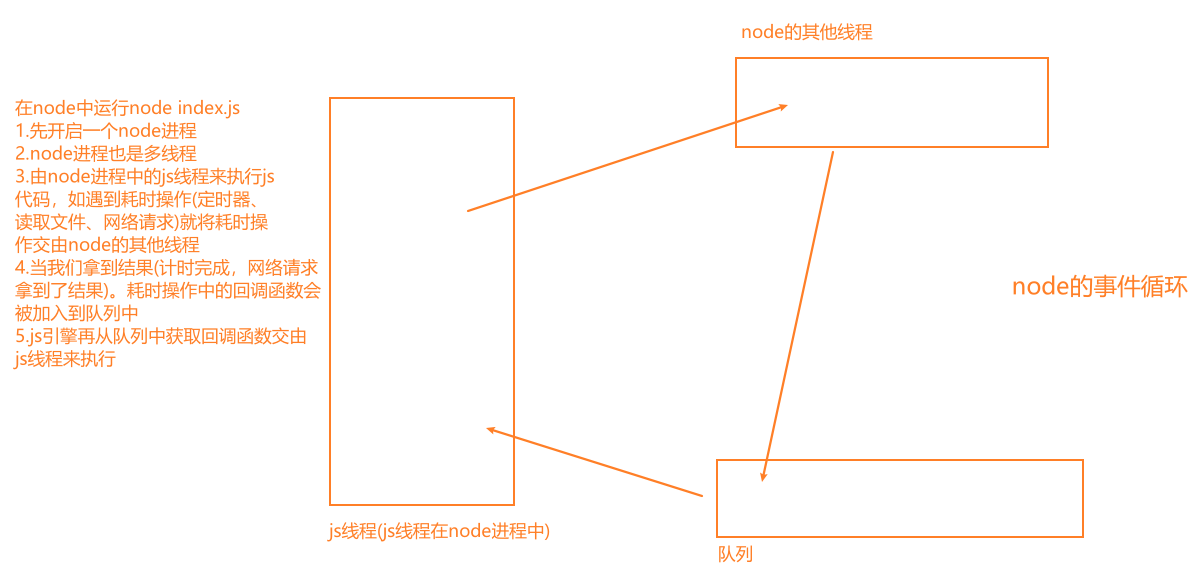 node的其他线程
在node中运行node index.js
1.先开启一个node进程
2.node进程也是多线程
3.由node进程中的js线程来执行js
代码，如遇到耗时操作(定时器、
读取文件、网络请求)就将耗时操
作交由node的其他线程
4.当我们拿到结果(计时完成，网络请求
拿到了结果)。耗时操作中的回调函数会
被加入到队列中
5.js引擎再从队列中获取回调函数交由
js线程来执行
node的事件循环
js线程(js线程在node进程中)
队列